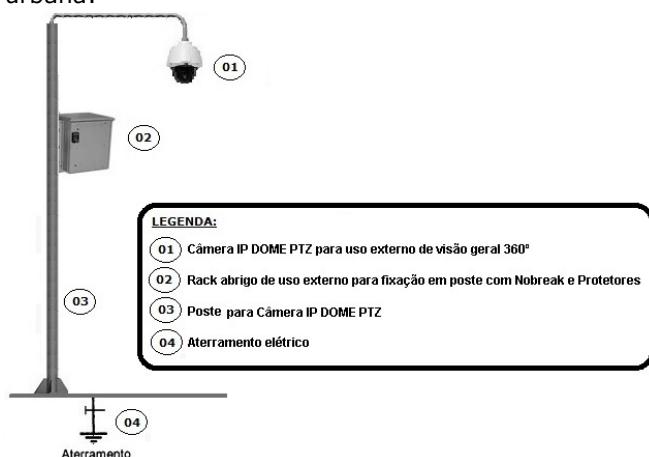 urbana.
01
02
LEGENDA:
01 Câmera IP DOME PTZ para uso externo de visão geral 360º
02 Rack abrigo de uso externo para fixação em poste com Nobreak e Protetores
03
03 Poste para Câmera IP DOME PTZ
04 Aterramento elétrico
04
Aterramento